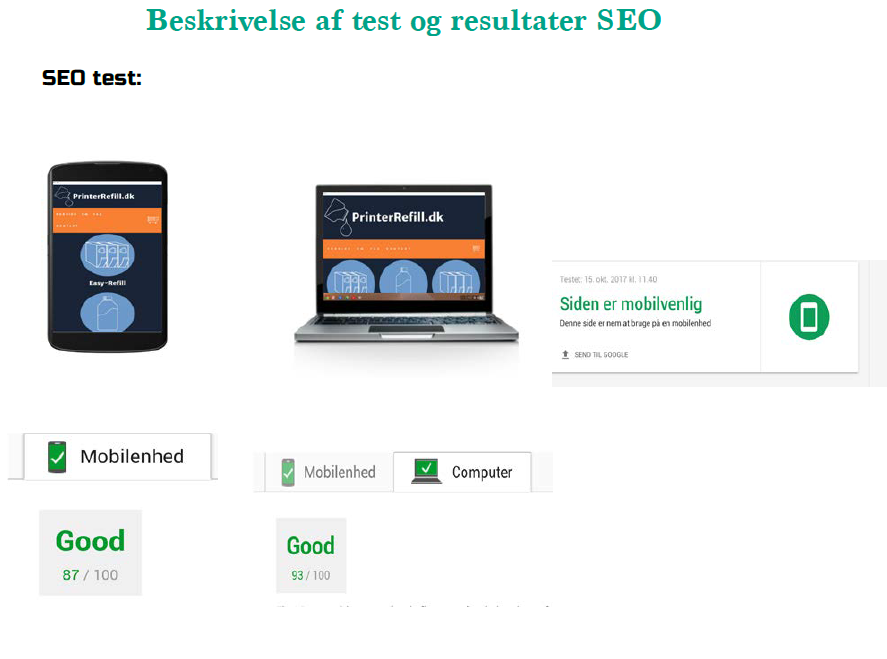 Beskrivelse af test og resultater SEO
SEO test:
PrinterRefill.dk
Easy-Refill
PrinterRefill.dk
Testet: 15. okt. 2017 kl. 11.40
Siden er mobilvenlig
Denne side er nem at bruge på en mobilenhed
SEND TIL GOOGLE
Mobilenhed
Good
87 / 100
Mobilenhed
Computer
Good
93 / 100